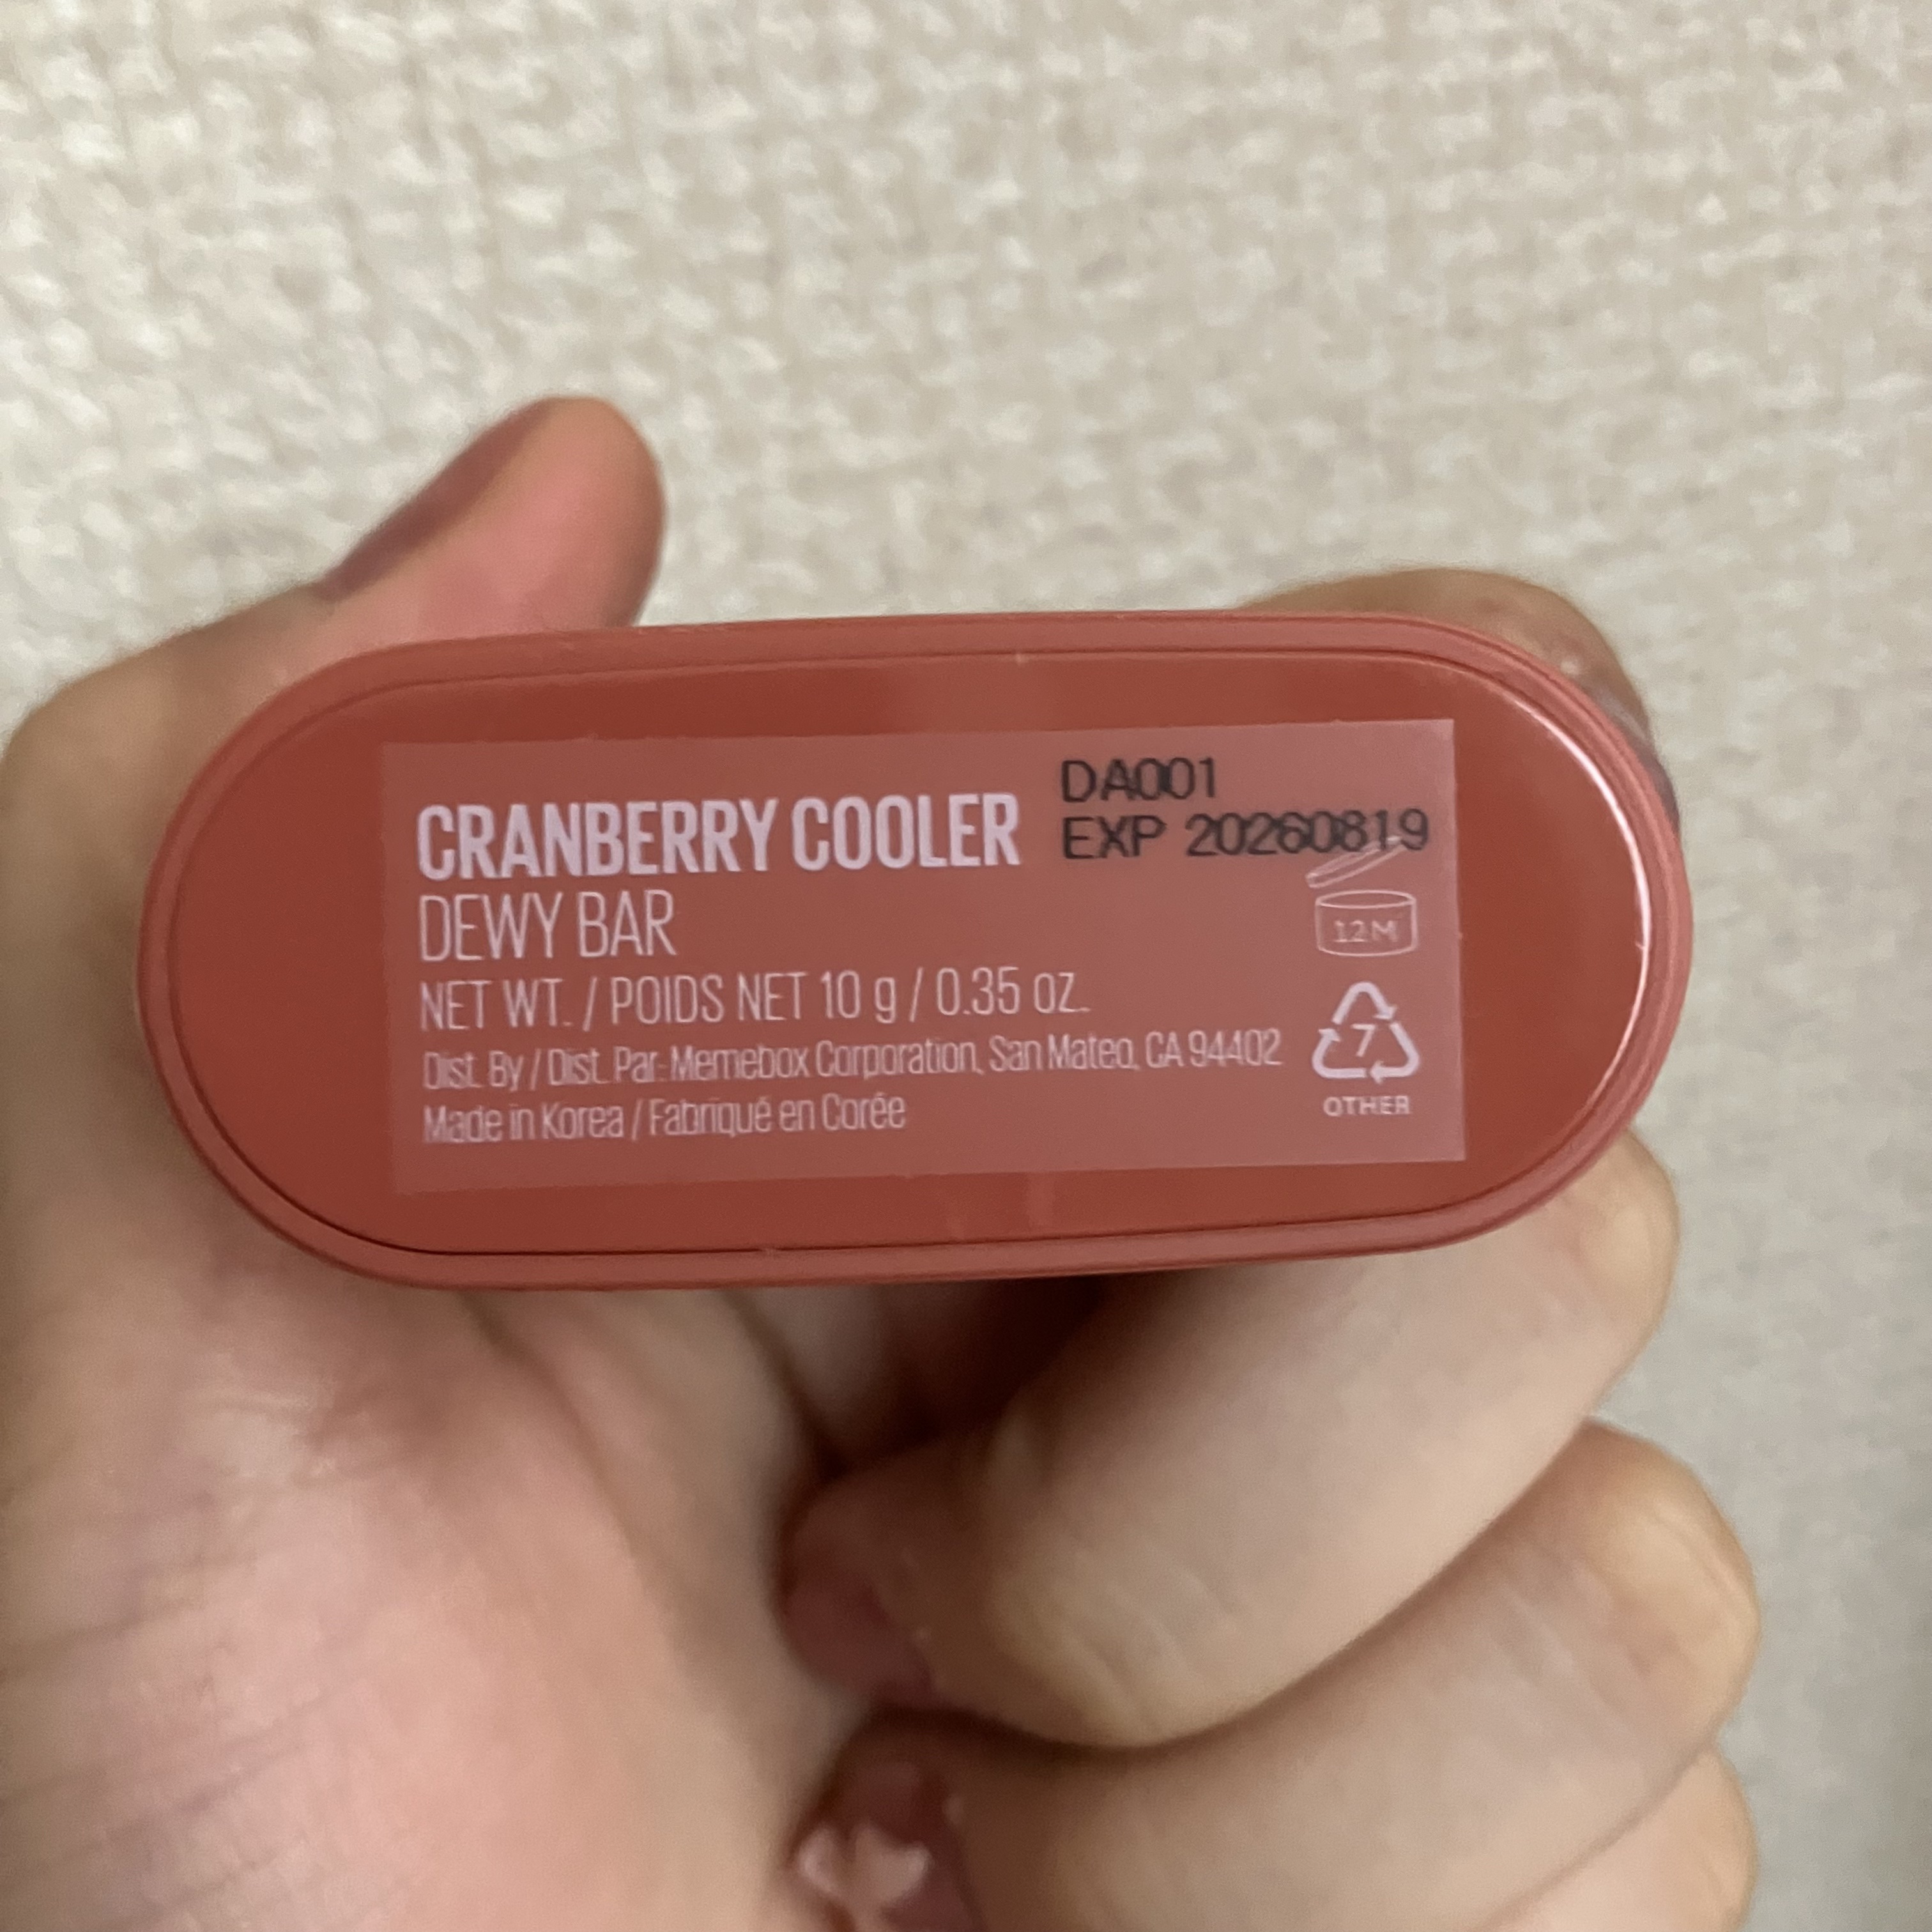 CRANBERRY COOLER
DEWY BAR
NET WT. / POIDS NET 10 g / 0.35 oz.
Dist. By / Dist. Par: Memebox Corporation, San Mateo, CA 94402
Made in Korea / Fabriqué en Corée
DA001
EXP 20260819
12M
7
OTHER